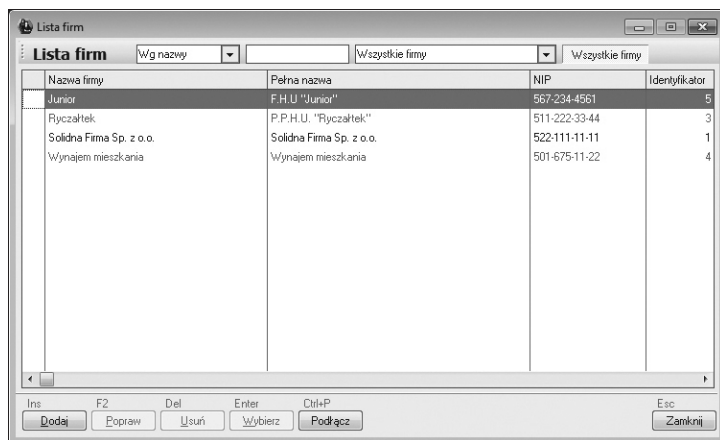 Lista firm
Lista firm Wg nazwy Wszystkie firmy Wszystkie firmy
Nazwa firmy Pełna nazwa NIP Identyfikator
Junior F.H.U "Junior" 567-234-4561 5
Ryczałtek P.P.H.U. "Ryczałtek" 511-222-33-44 3
Solidna Firma Sp. z o.o. Solidna Firma Sp. z o.o. 522-111-11-11 1
Wynajem mieszkania Wynajem mieszkania 501-675-11-22 4
Ins F2 Del Enter Ctrl+P Esc
Dodaj Popraw Usuń Wybierz Podłącz Zamknij